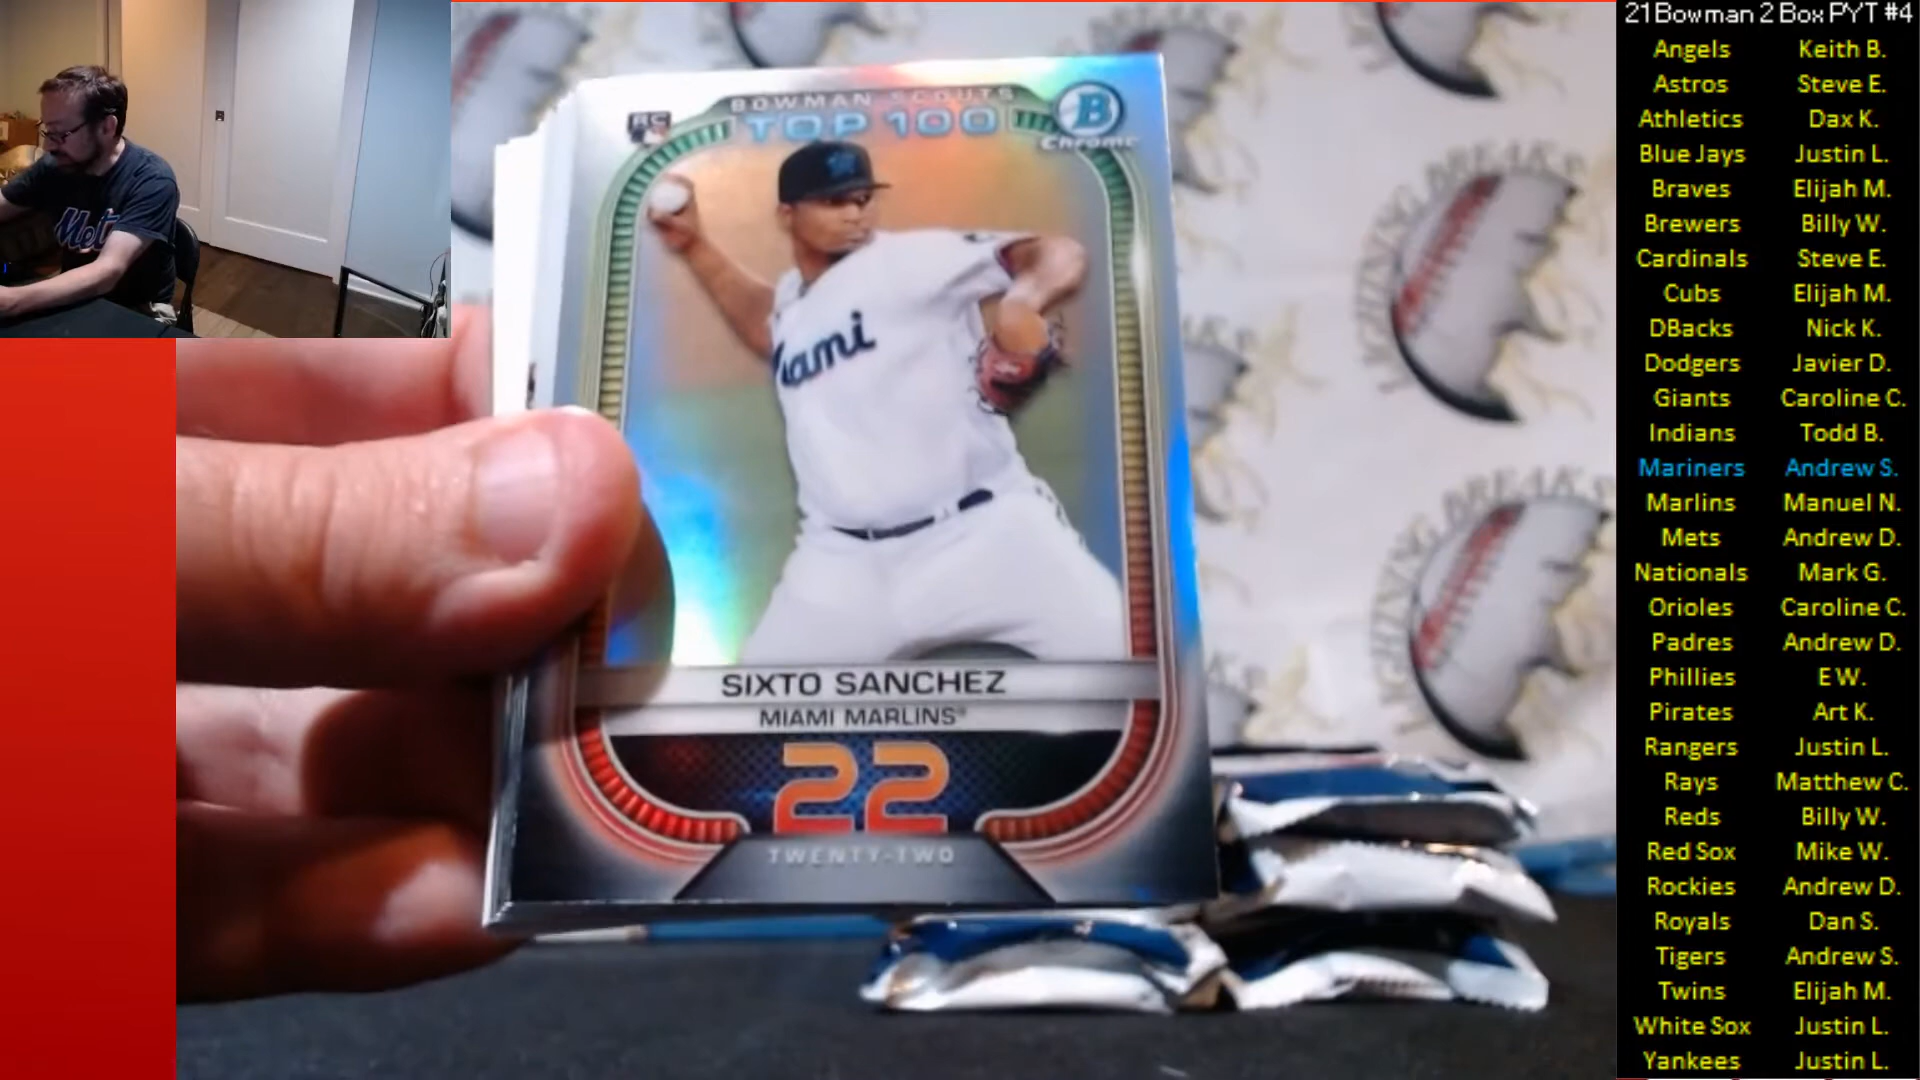 BOWMAN SCOUTS
TOP 100
B
Chrome
RC
Miami
SIXTO SANCHEZ
MIAMI MARLINS®
22
TWENTY-TWO
Met
21 Bowman 2 Box PYT #4
Angels Keith B.
Astros Steve E.
Athletics Dax K.
Blue Jays Justin L.
Braves Elijah M.
Brewers Billy W.
Cardinals Steve E.
Cubs Elijah M.
DBacks Nick K.
Dodgers Javier D.
Giants Caroline C.
Indians Todd B.
Mariners Andrew S.
Marlins Manuel N.
Mets Andrew D.
Nationals Mark G.
Orioles Caroline C.
Padres Andrew D.
Phillies E W.
Pirates Art K.
Rangers Justin L.
Rays Matthew C.
Reds Billy W.
Red Sox Mike W.
Rockies Andrew D.
Royals Dan S.
Tigers Andrew S.
Twins Elijah M.
White Sox Justin L.
Yankees Justin L.